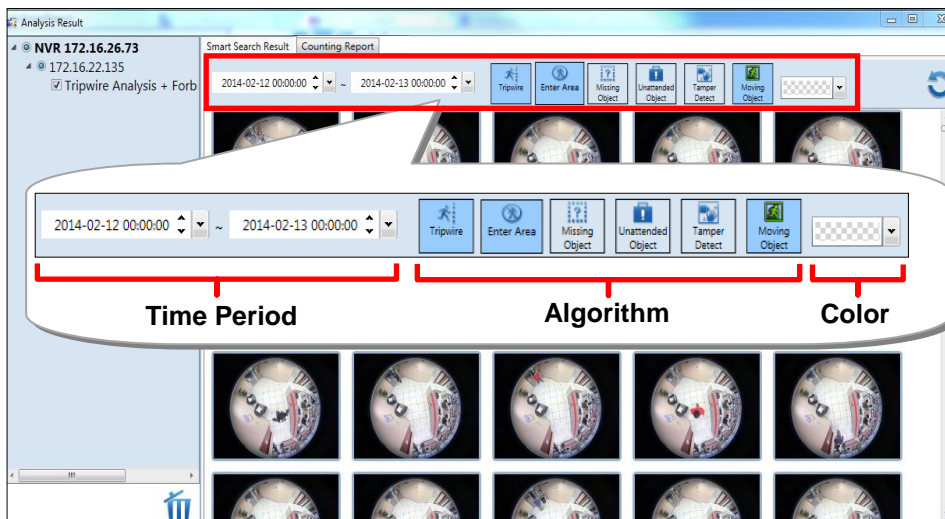 Analysis Result
NVR 172.16.26.73
172.16.22.135
Tripwire Analysis + Forb
Smart Search Result Counting Report
2014-02-12 00:00:00 ~ 2014-02-13 00:00:00 Tripwire Enter Area Missing Object Unattended Object Tamper Detect Moving Object
2014-02-12 00:00:00 ~ 2014-02-13 00:00:00 Tripwire Enter Area Missing Object Unattended Object Tamper Detect Moving Object
Time Period Algorithm Color